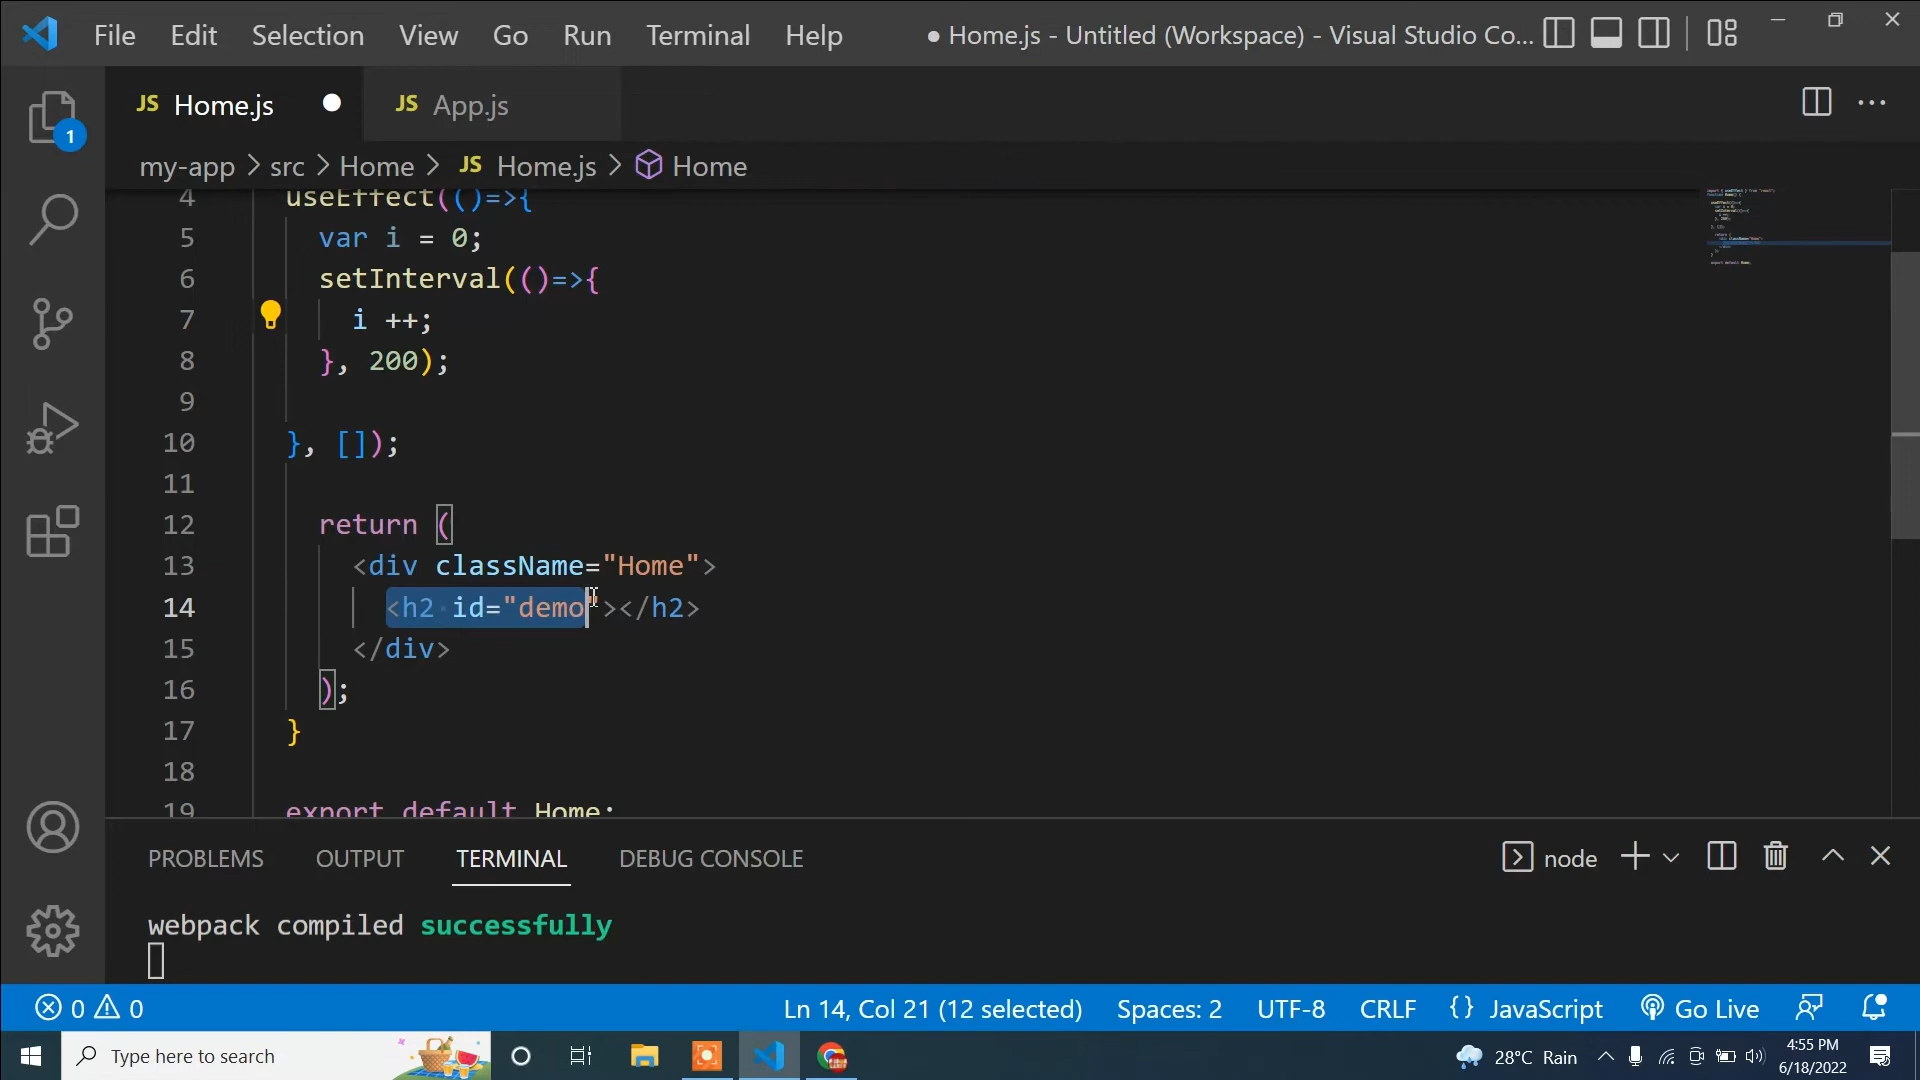 File Edit Selection View Go Run Terminal Help ● Home.js - Untitled (Workspace) - Visual Studio Co...
JS Home.js ● JS App.js
my-app > src > Home > JS Home.js > Home
4 useEffect(()=>{
5 var i = 0;
6 setInterval(()=>{
7 i ++;
8 }, 200);
9
10 }, []);
11
12 return (
13 <div className="Home">
14 <h2 id="demo"></h2>
15 </div>
16 );
17 }
18
19 export default Home;
PROBLEMS OUTPUT TERMINAL DEBUG CONSOLE node
webpack compiled successfully
0 0 Ln 14, Col 21 (12 selected) Spaces: 2 UTF-8 CRLF {} JavaScript Go Live
Type here to search 28°C Rain 4:55 PM
6/18/2022
1